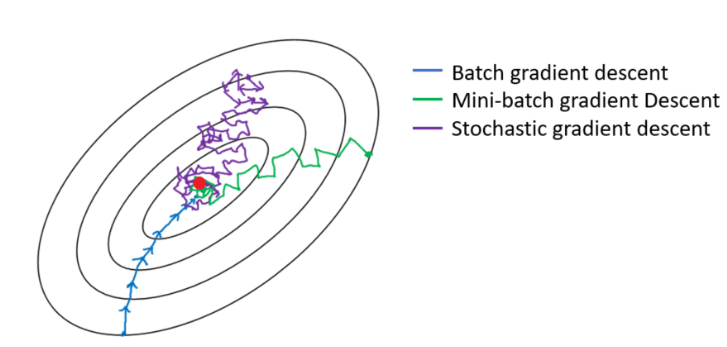 Batch gradient descent
Mini-batch gradient Descent
Stochastic gradient descent